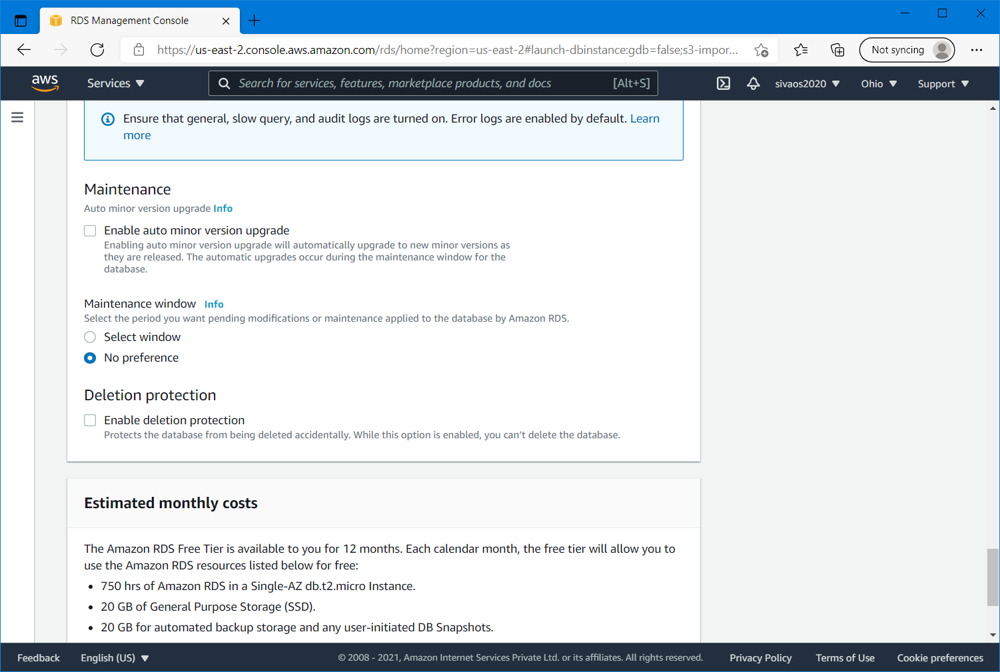 RDS Management Console
https://us-east-2.console.aws.amazon.com/rds/home?region=us-east-2#launch-dbinstance:gdb=false;s3-impor...
Not syncing
aws
Services
Search for services, features, marketplace products, and docs
[Alt+S]
sivaos2020
Ohio
Support
Ensure that general, slow query, and audit logs are turned on. Error logs are enabled by default. Learn
more
Maintenance
Auto minor version upgrade Info
Enable auto minor version upgrade
Enabling auto minor version upgrade will automatically upgrade to new minor versions as
they are released. The automatic upgrades occur during the maintenance window for the
database.
Maintenance window Info
Select the period you want pending modifications or maintenance applied to the database by Amazon RDS.
Select window
No preference
Deletion protection
Enable deletion protection
Protects the database from being deleted accidentally. While this option is enabled, you can’t delete the database.
Estimated monthly costs
The Amazon RDS Free Tier is available to you for 12 months. Each calendar month, the free tier will allow you to
use the Amazon RDS resources listed below for free:
• 750 hrs of Amazon RDS in a Single-AZ db.t2.micro Instance.
• 20 GB of General Purpose Storage (SSD).
• 20 GB for automated backup storage and any user-initiated DB Snapshots.
Feedback
English (US)
© 2008 - 2021, Amazon Internet Services Private Ltd. or its affiliates. All rights reserved.
Privacy Policy
Terms of Use
Cookie preferences